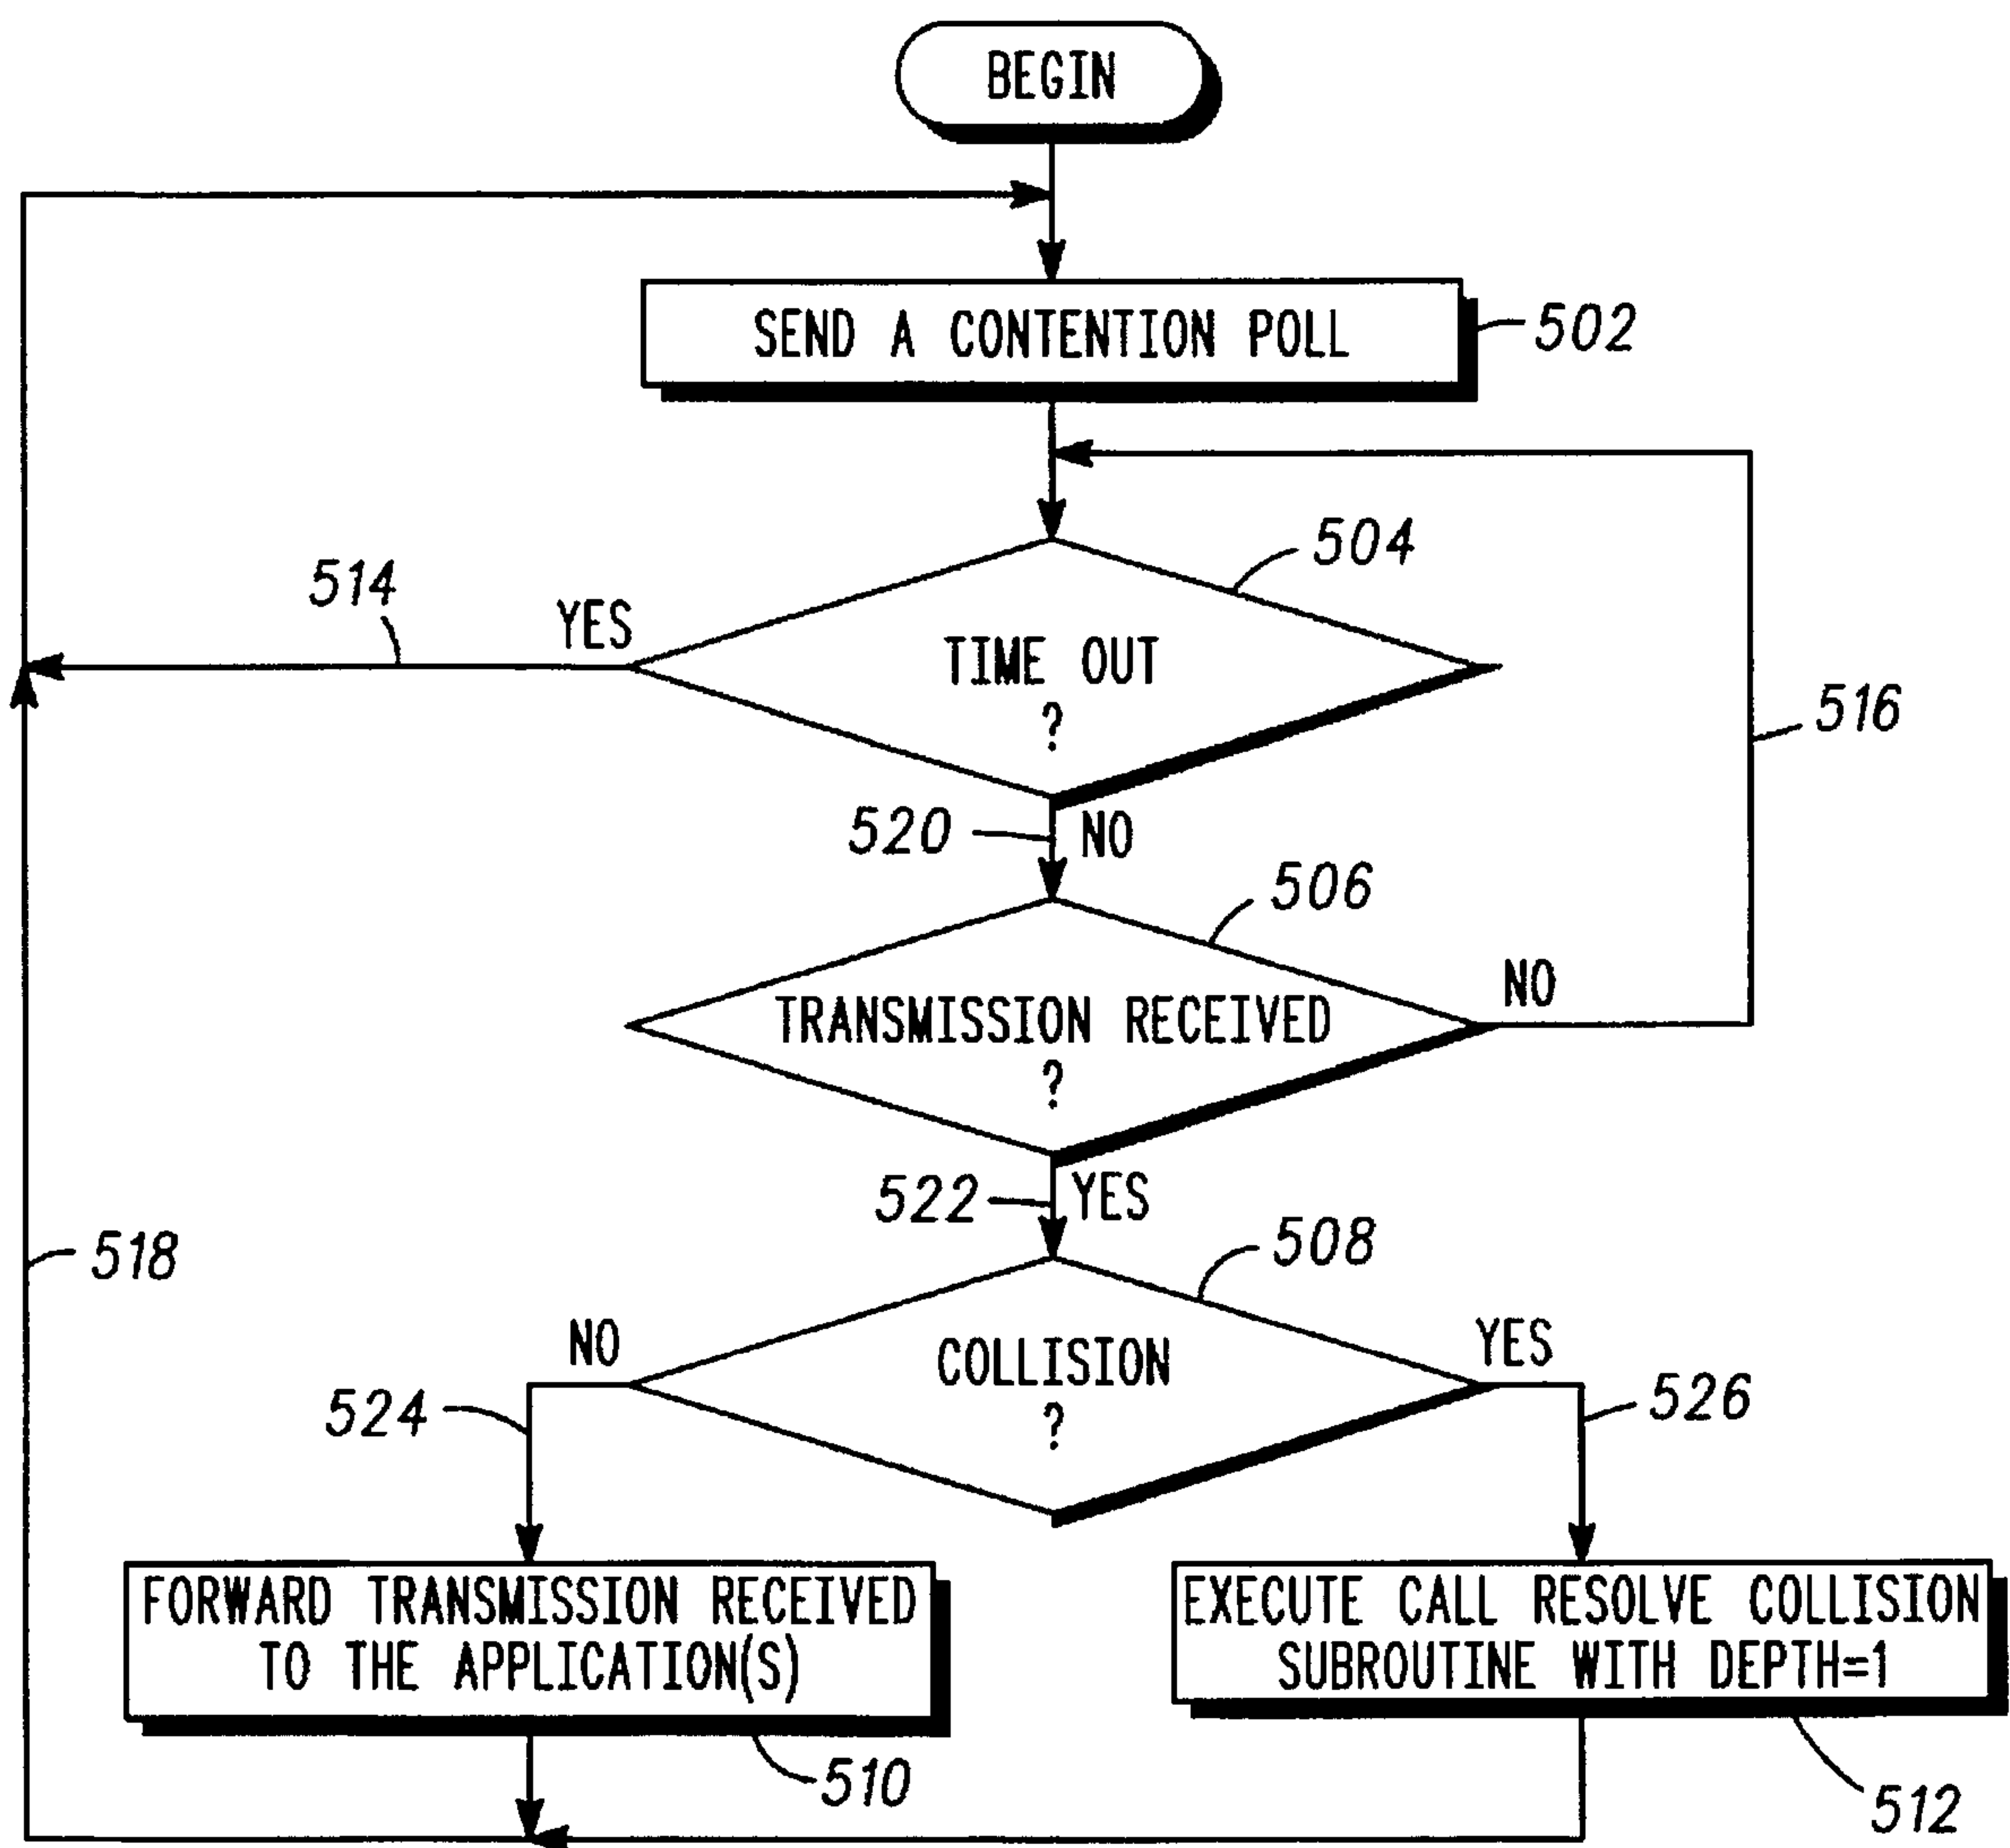 BEGIN
SEND A CONTENTION POLL
502
504
514
YES
TIME OUT
?
516
520
NO
506
NO
TRANSMISSION RECEIVED
?
522
YES
518
508
NO
YES
COLLISION
?
524
526
FORWARD TRANSMISSION RECEIVED
TO THE APPLICATION(S)
EXECUTE CALL RESOLVE COLLISION
SUBROUTINE WITH DEPTH=1
510
512